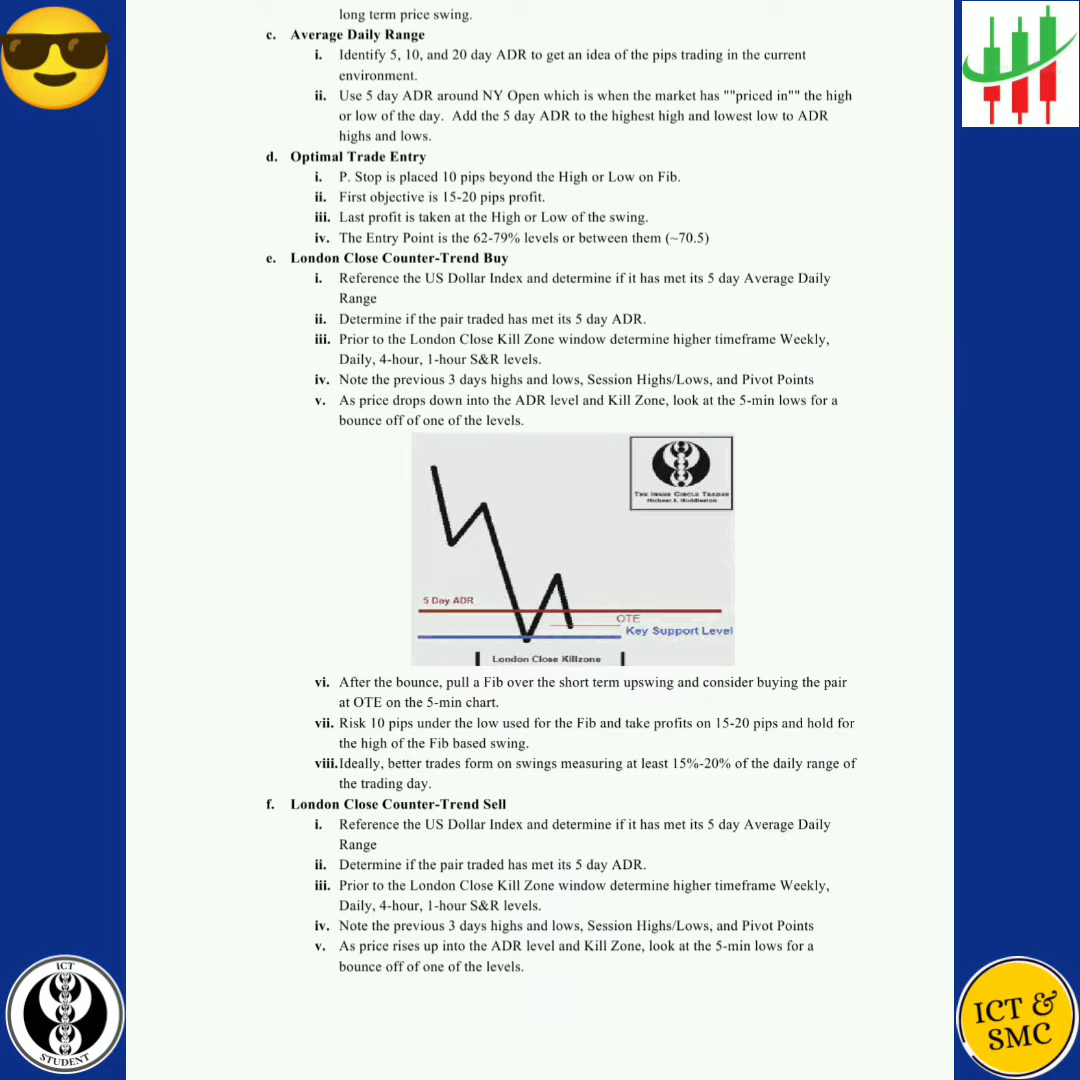 long term price swing.
c. Average Daily Range
i. Identify 5, 10, and 20 day ADR to get an idea of the pips trading in the current
environment.
ii. Use 5 day ADR around NY Open which is when the market has ""priced in"" the high
or low of the day. Add the 5 day ADR to the highest high and lowest low to ADR
highs and lows.
d. Optimal Trade Entry
i. P. Stop is placed 10 pips beyond the High or Low on Fib.
ii. First objective is 15-20 pips profit.
iii. Last profit is taken at the High or Low of the swing.
iv. The Entry Point is the 62-79% levels or between them (~70.5)
e. London Close Counter-Trend Buy
i. Reference the US Dollar Index and determine if it has met its 5 day Average Daily
Range
ii. Determine if the pair traded has met its 5 day ADR.
iii. Prior to the London Close Kill Zone window determine higher timeframe Weekly,
Daily, 4-hour, 1-hour S&R levels.
iv. Note the previous 3 days highs and lows, Session Highs/Lows, and Pivot Points
v. As price drops down into the ADR level and Kill Zone, look at the 5-min lows for a
bounce off of one of the levels.
The Inner Circle Trader
Michael J. Huddleston
5 Day ADR
OTE
Key Support Level
London Close Killzone
vi. After the bounce, pull a Fib over the short term upswing and consider buying the pair
at OTE on the 5-min chart.
vii. Risk 10 pips under the low used for the Fib and take profits on 15-20 pips and hold for
the high of the Fib based swing.
viii. Ideally, better trades form on swings measuring at least 15%-20% of the daily range of
the trading day.
f. London Close Counter-Trend Sell
i. Reference the US Dollar Index and determine if it has met its 5 day Average Daily
Range
ii. Determine if the pair traded has met its 5 day ADR.
iii. Prior to the London Close Kill Zone window determine higher timeframe Weekly,
Daily, 4-hour, 1-hour S&R levels.
iv. Note the previous 3 days highs and lows, Session Highs/Lows, and Pivot Points
v. As price rises up into the ADR level and Kill Zone, look at the 5-min lows for a
bounce off of one of the levels.
ICT
STUDENT
ICT &
SMC